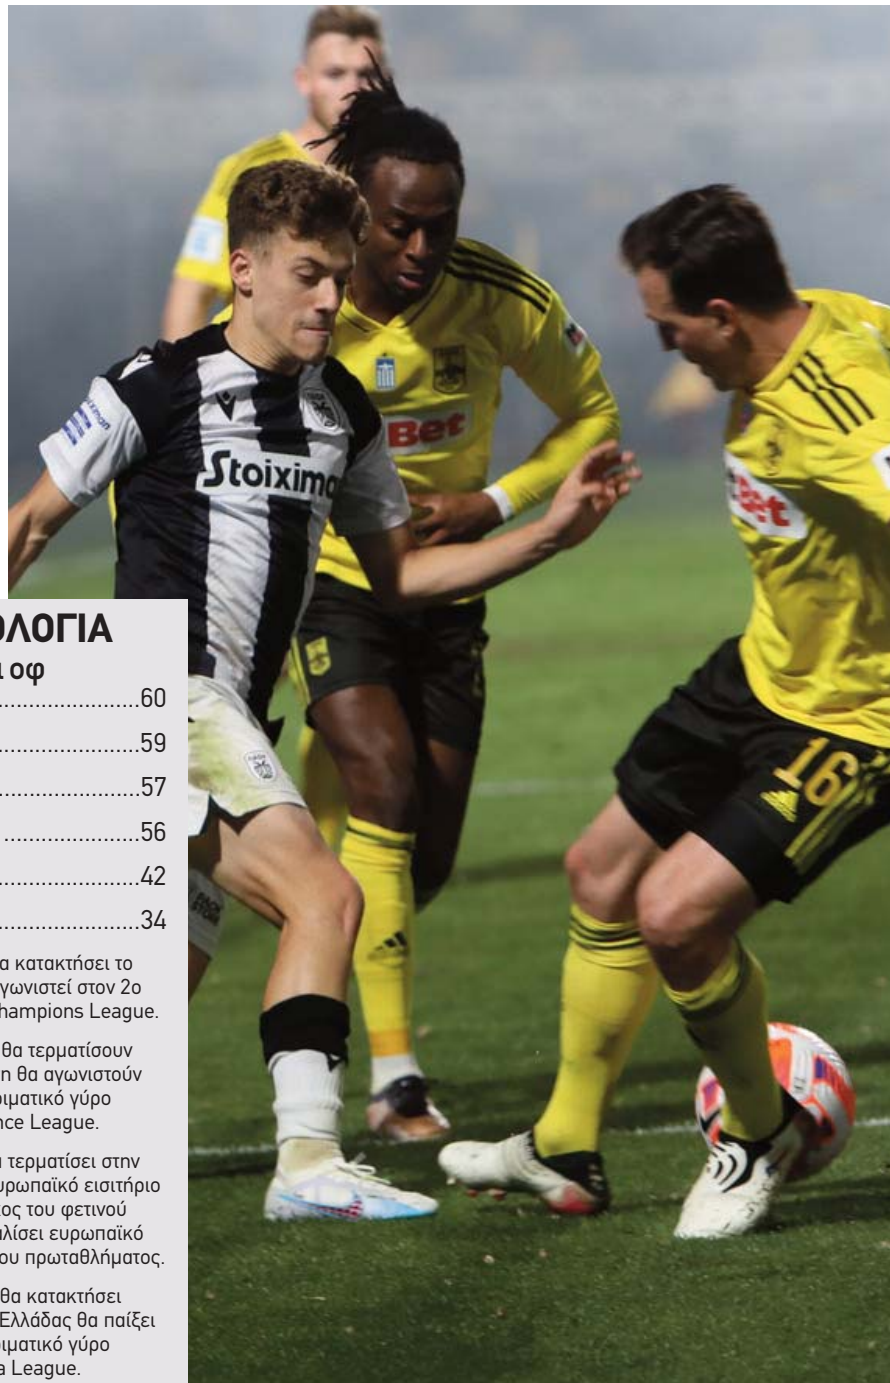 Stoixima
Bet
Bet
16
ΟΛΟΓΙΑ
ι οφ
60
59
57
56
42
34
α κατακτήσει το
γωνιστεί στον 2ο
hampions League.
θα τερματίσουν
η θα αγωνιστούν
ριματικό γύρο
nce League.
α τερματίσει στην
υρωπαϊκό εισιτήριο
ος του φετινού
αλίσει ευρωπαϊκό
ου πρωταθλήματος.
θα κατακτήσει
Ελλάδας θα παίξει
ριματικό γύρο
a League.